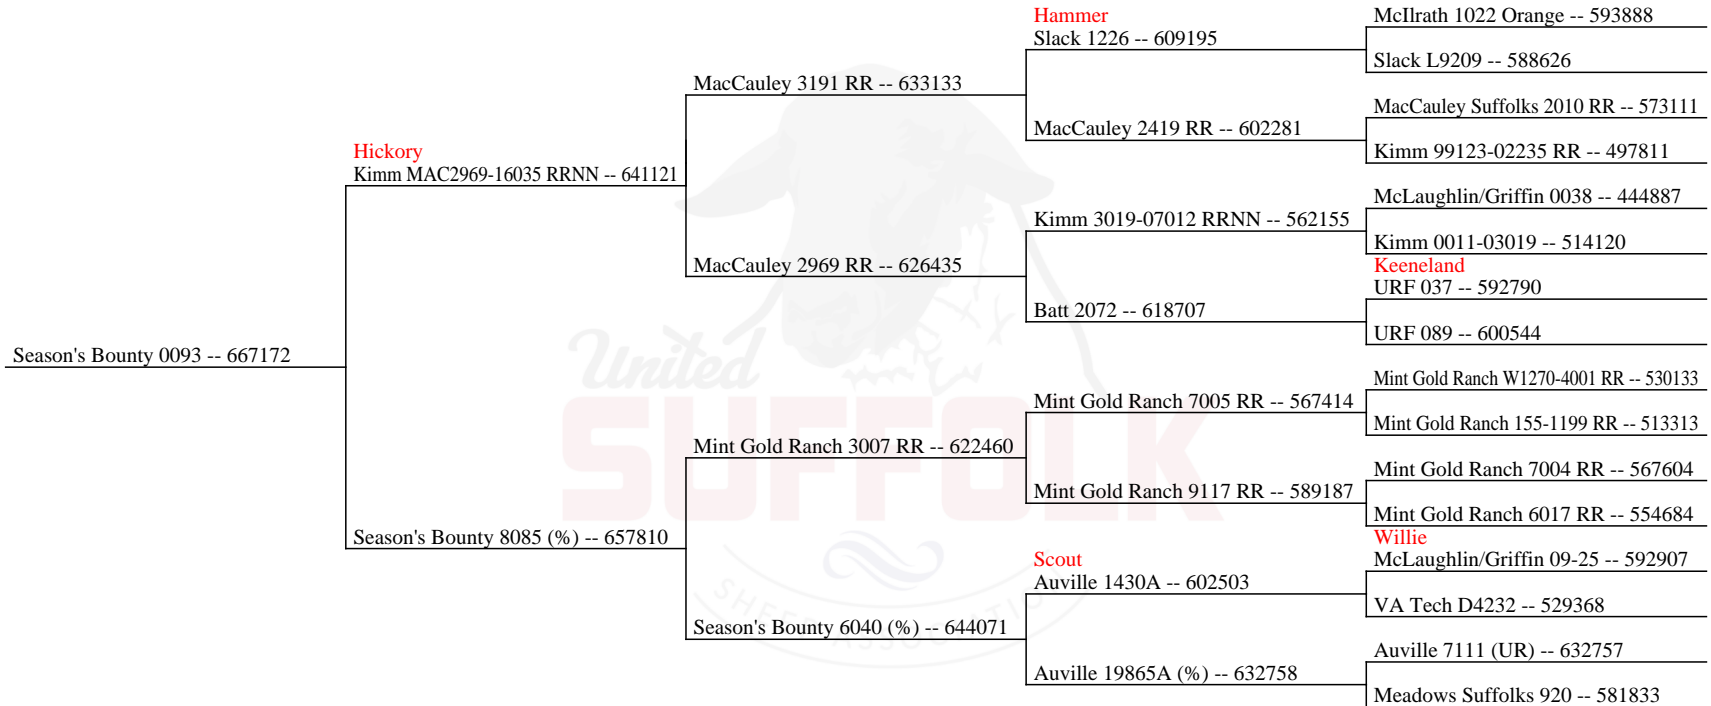 Hammer
Slack 1226 -- 609195
McIlrath 1022 Orange -- 593888
Slack L9209 -- 588626
MacCauley 3191 RR -- 633133
MacCauley Suffolks 2010 RR -- 573111
MacCauley 2419 RR -- 602281
Kimm 99123-02235 RR -- 497811
Hickory
Kimm MAC2969-16035 RRNN -- 641121
McLaughlin/Griffin 0038 -- 444887
Kimm 3019-07012 RRNN -- 562155
Kimm 0011-03019 -- 514120
MacCauley 2969 RR -- 626435
Keeneland
URF 037 -- 592790
Batt 2072 -- 618707
URF 089 -- 600544
Season's Bounty 0093 -- 667172
United
SUFFOLK
SHEEP ASSOCIATION
Mint Gold Ranch W1270-4001 RR -- 530133
Mint Gold Ranch 7005 RR -- 567414
Mint Gold Ranch 155-1199 RR -- 513313
Mint Gold Ranch 3007 RR -- 622460
Mint Gold Ranch 7004 RR -- 567604
Mint Gold Ranch 9117 RR -- 589187
Mint Gold Ranch 6017 RR -- 554684
Season's Bounty 8085 (%) -- 657810
Willie
McLaughlin/Griffin 09-25 -- 592907
Scout
Auville 1430A -- 602503
VA Tech D4232 -- 529368
Season's Bounty 6040 (%) -- 644071
Auville 7111 (UR) -- 632757
Auville 19865A (%) -- 632758
Meadows Suffolks 920 -- 581833